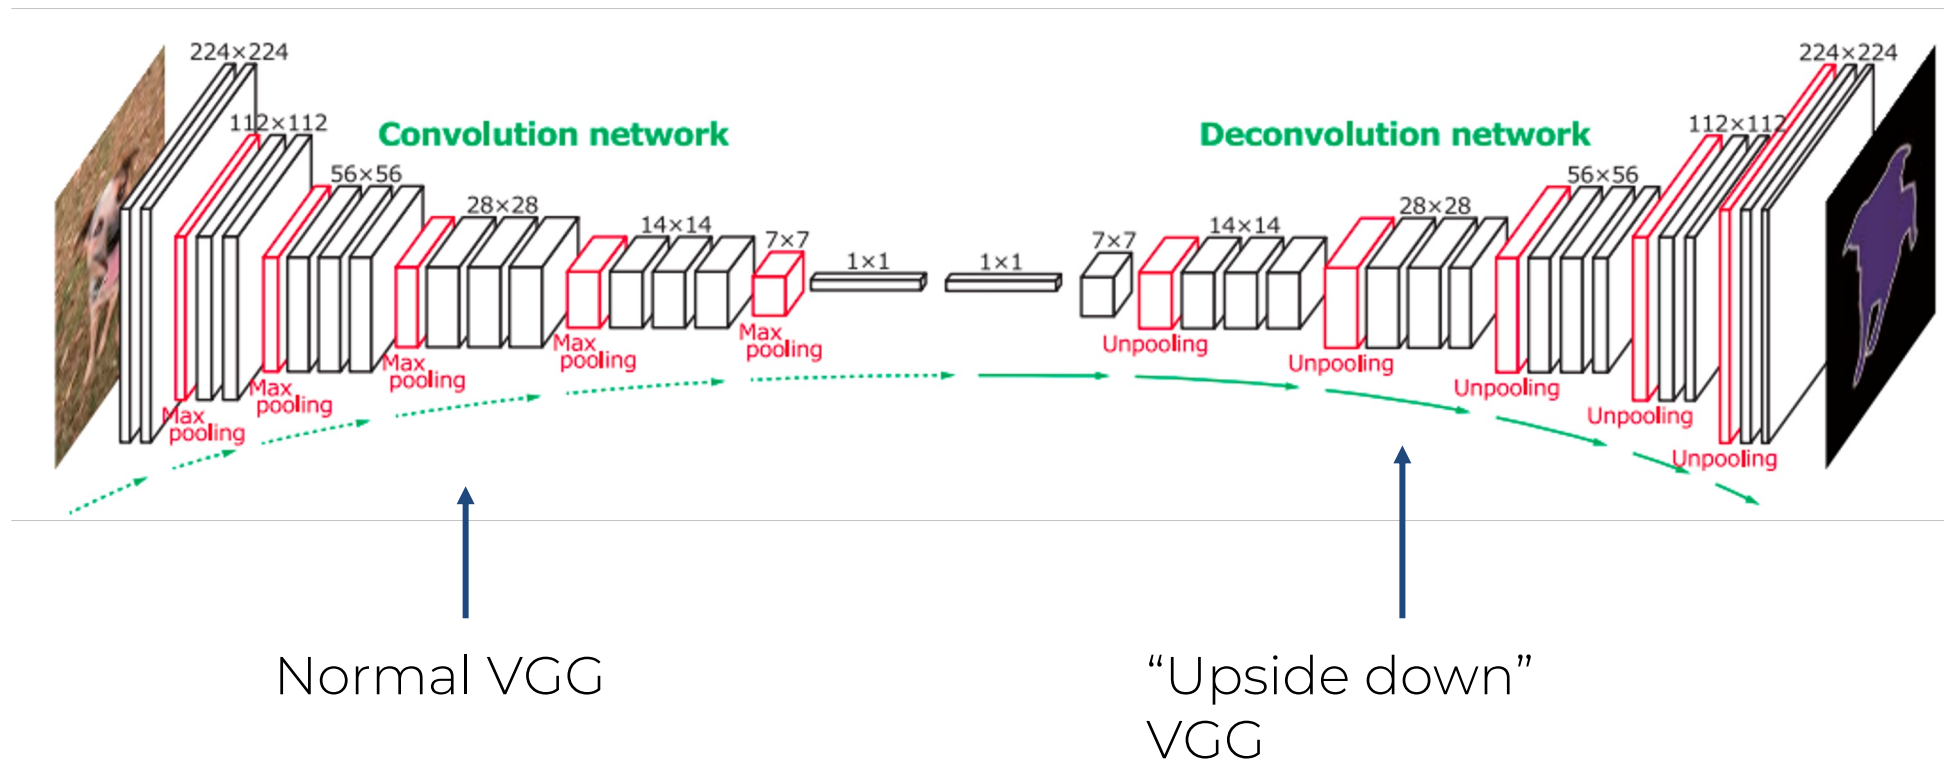 224×224
112×112
56×56
28×28
14×14
7×7
1×1
1×1
7×7
14×14
28×28
56×56
112×112
224×224
Convolution network
Deconvolution network
Max
pooling
Max
pooling
Max
pooling
Max
pooling
Max
pooling
Unpooling
Unpooling
Unpooling
Unpooling
Unpooling
Normal VGG
“Upside down”
VGG